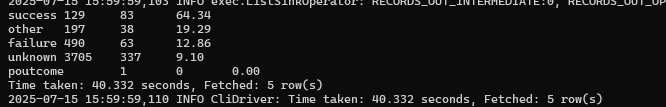 2025-07-15 15:59:59,103 INFO exec.ListSinkOperator: RECORDS_OUT_INTERMEDIATE:0, RECORDS_OUT_OP
success 129 83 64.34
other 197 38 19.29
failure 490 63 12.86
unknown 3705 337 9.10
poutcome 1 0 0.00
Time taken: 40.332 seconds, Fetched: 5 row(s)
2025-07-15 15:59:59,110 INFO CliDriver: Time taken: 40.332 seconds, Fetched: 5 row(s)